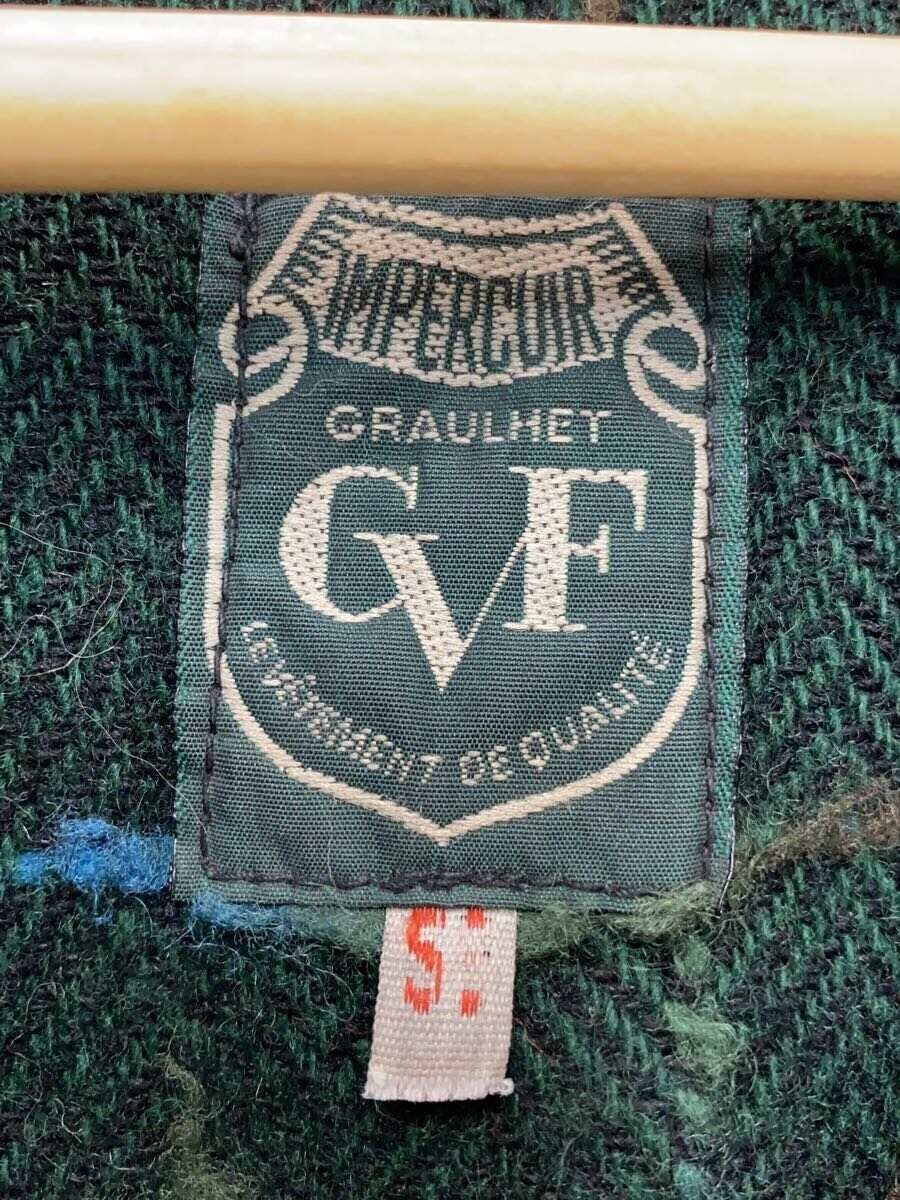 IMPERCUIR
GRAULHET
GVF
LE VÊTEMENT DE QUALITÉ
S